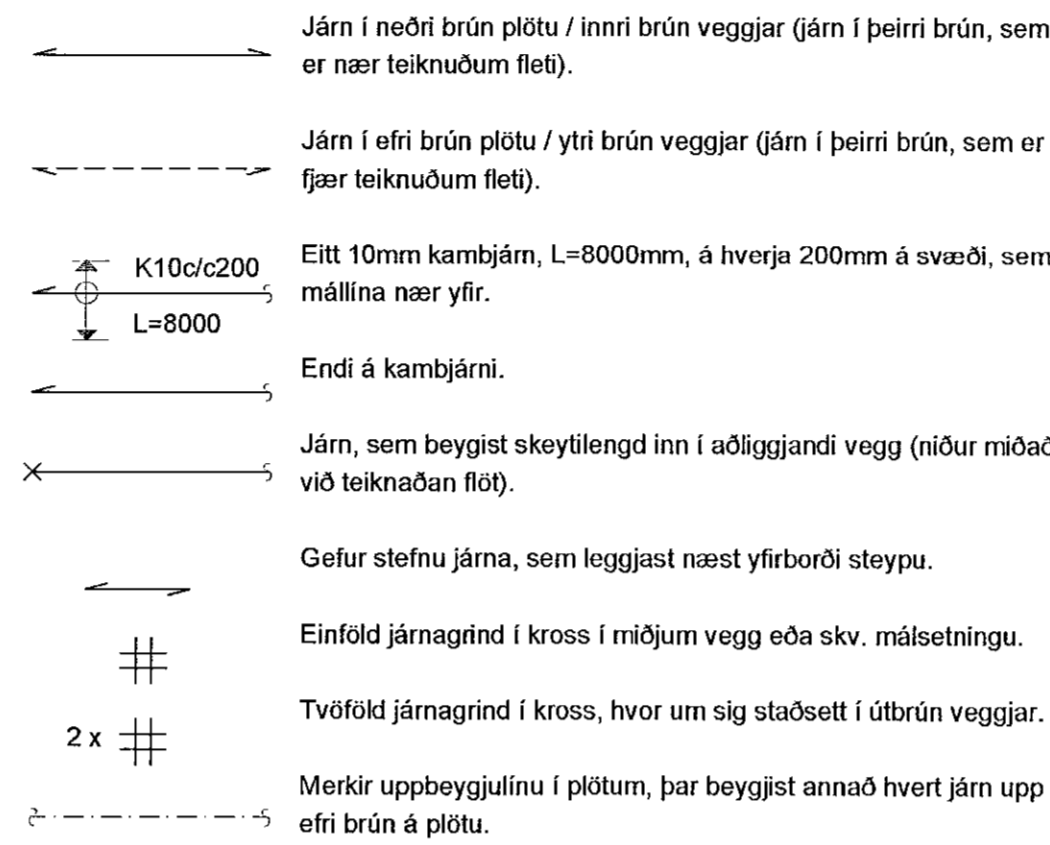 Járn í neðri brún plötu / innri brún veggjar (járn í þeirri brún, sem
er nær teiknuðum fleti).
Járn í efri brún plötu / ytri brún veggjar (járn í þeirri brún, sem er
fjær teiknuðum fleti).
K10c/c200
L=8000
Eitt 10mm kambjárn, L=8000mm, á hverja 200mm á svæði, sem
mállína nær yfir.
Endi á kambjárni.
Járn, sem beygist skeytilengd inn í aðliggjandi vegg (niður miðað
við teiknaðan flöt).
Gefur stefnu járna, sem leggjast næst yfirborði steypu.
Einföld járnagrind í kross í miðjum vegg eða skv. málsetningu.
2 x
Tvöföld járnagrind í kross, hvor um sig staðsett í útbrún veggjar.
Merkir uppbeygjulínu í plötum, þar beygjist annað hvert járn upp
efri brún á plötu.